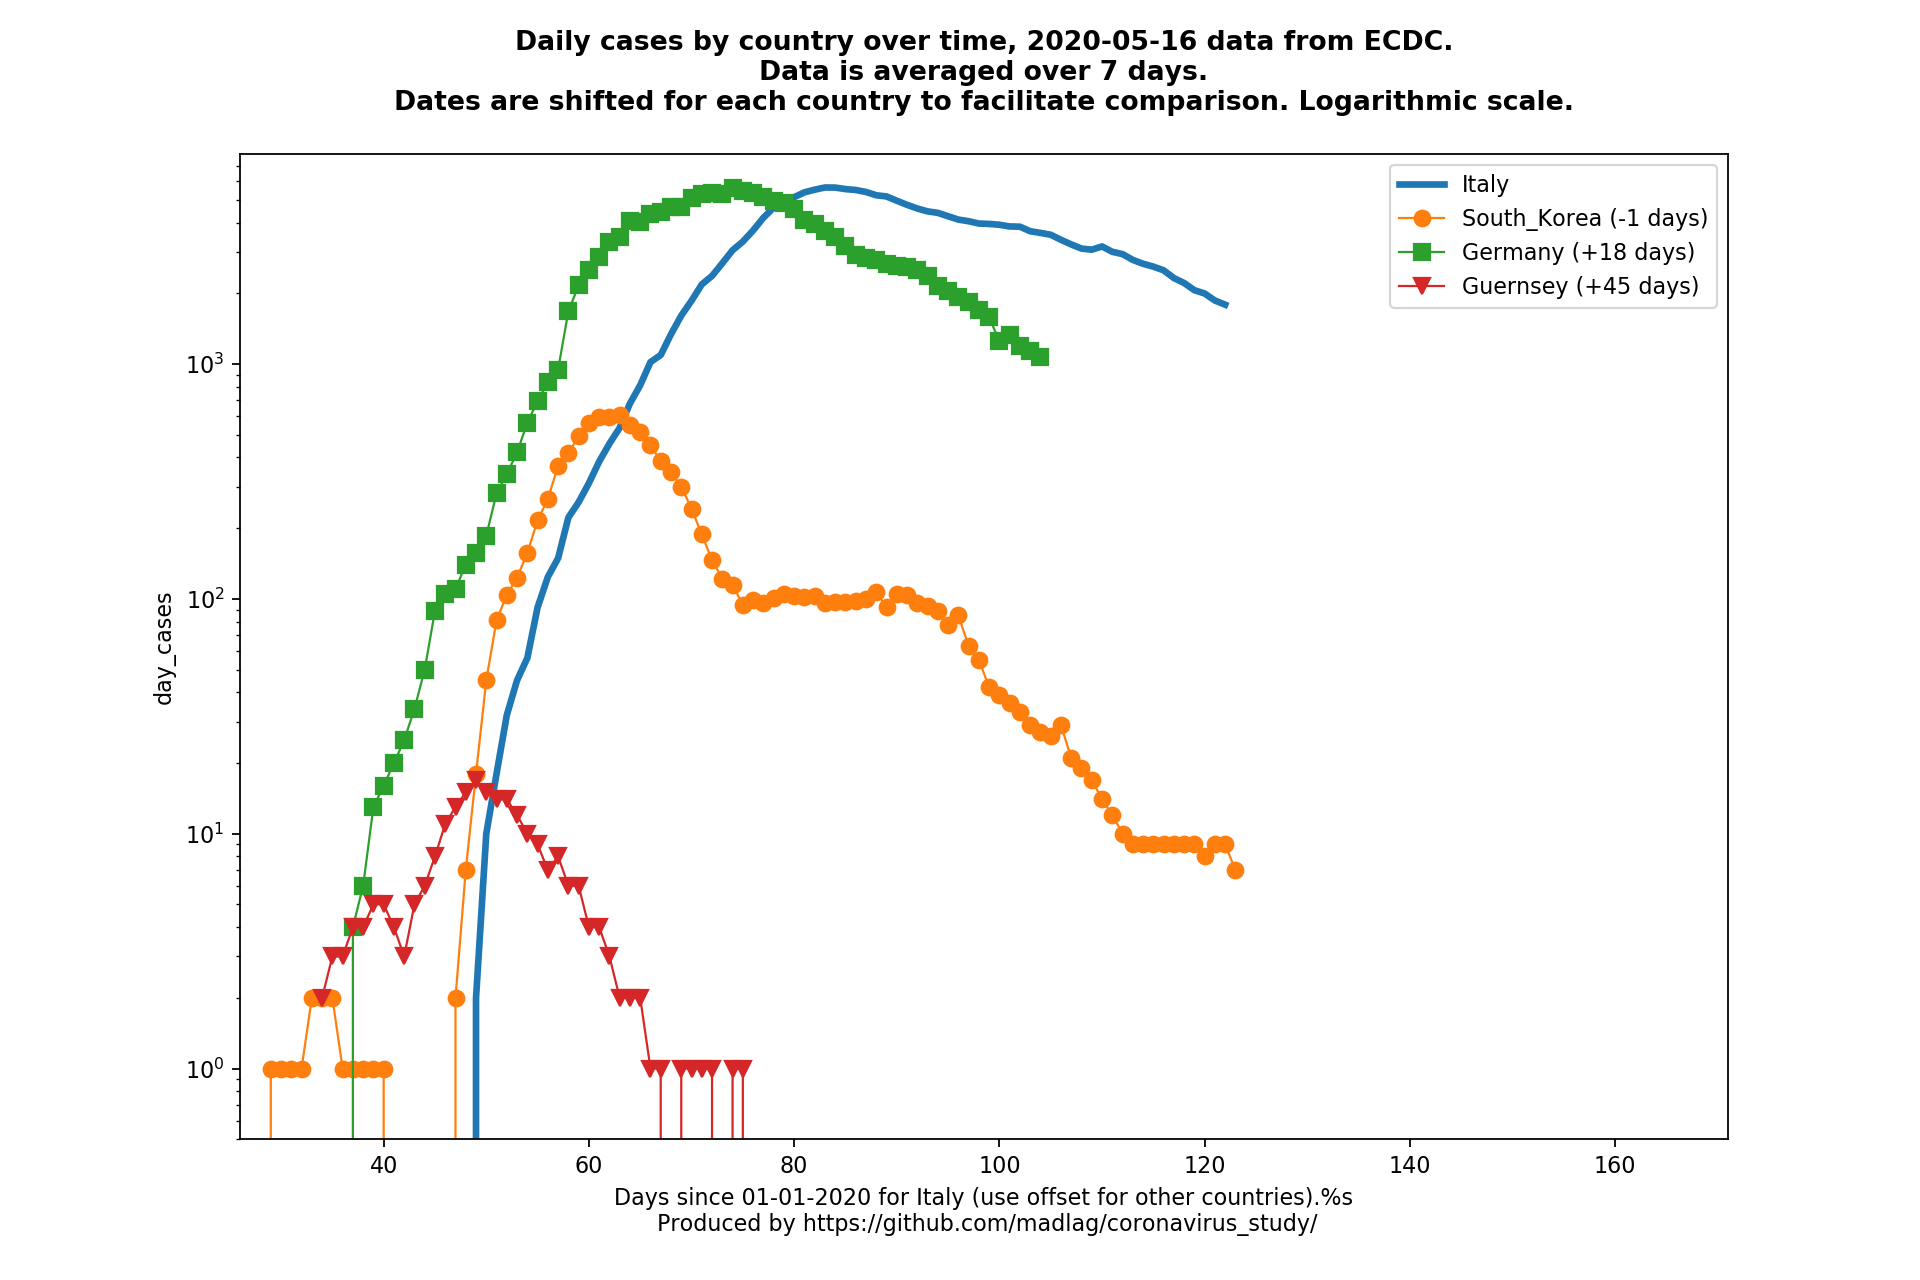 Daily cases by country over time, 2020-05-16 data from ECDC.
Data is averaged over 7 days.
Dates are shifted for each country to facilitate comparison. Logarithmic scale.
Italy
South_Korea (-1 days)
Germany (+18 days)
Guernsey (+45 days)
day_cases
10³
10²
10¹
10⁰
40 60 80 100 120 140 160
Days since 01-01-2020 for Italy (use offset for other countries).%s
Produced by https://github.com/madlag/coronavirus_study/